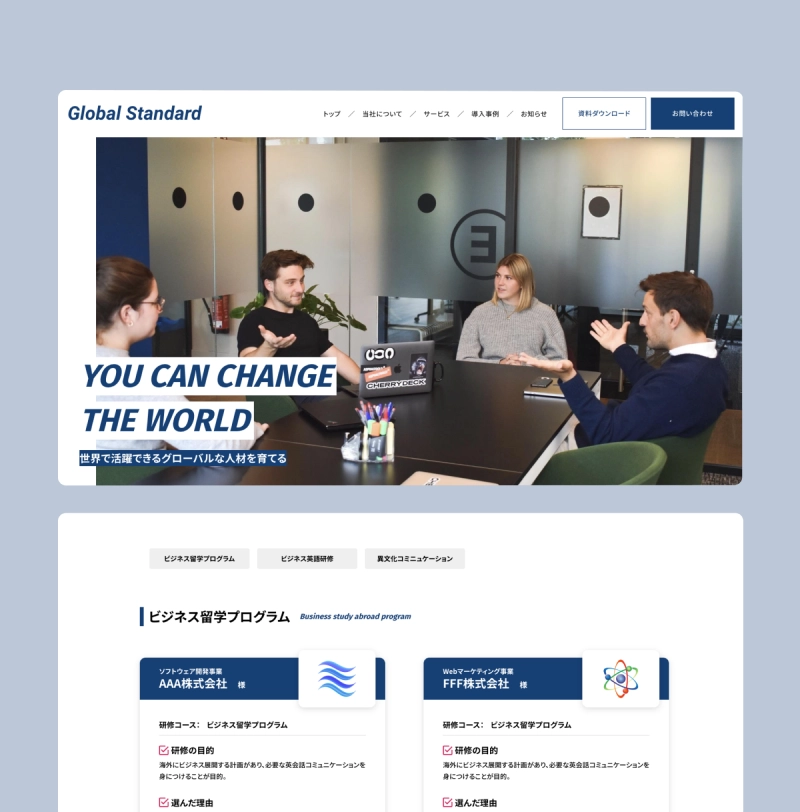 Global Standard
トップ ／ 当社について ／ サービス ／ 導入事例 ／ お知らせ
資料ダウンロード
お問い合わせ
CHERRYDECK
YOU CAN CHANGE
THE WORLD
世界で活躍できるグローバルな人材を育てる
ビジネス留学プログラム
ビジネス英語研修
異文化コミニュケーション
ビジネス留学プログラム
Business study abroad program
ソフトウェア開発事業
AAA株式会社 様
研修コース： ビジネス留学プログラム
研修の目的
海外にビジネス展開する計画があり、必要な英会話コミュニケーションを
身につけることが目的。
選んだ理由
Webマーケティング事業
FFF株式会社 様
研修コース： ビジネス留学プログラム
研修の目的
海外にビジネス展開する計画があり、必要な英会話コミュニケーションを
身につけることが目的。
選んだ理由